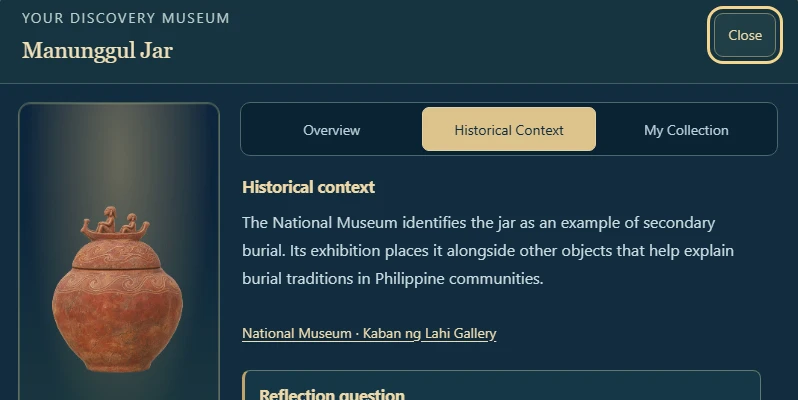 YOUR DISCOVERY MUSEUM
Manunggul Jar
Close
Overview
Historical Context
My Collection
Historical context
The National Museum identifies the jar as an example of secondary
burial. Its exhibition places it alongside other objects that help explain
burial traditions in Philippine communities.
National Museum · Kaban ng Lahi Gallery
Reflection question